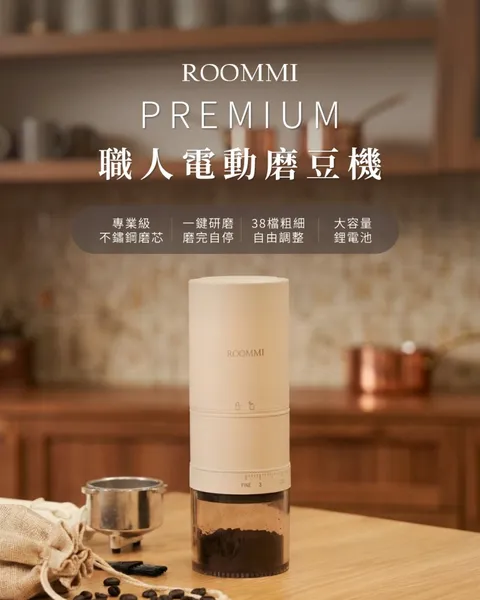 ROOMMI
PREMIUM
職人電動磨豆機
專業級
不鏽鋼磨芯
一鍵研磨
磨完自停
38檔粗細
自由調整
大容量
鋰電池
ROOMMI
FINE 3